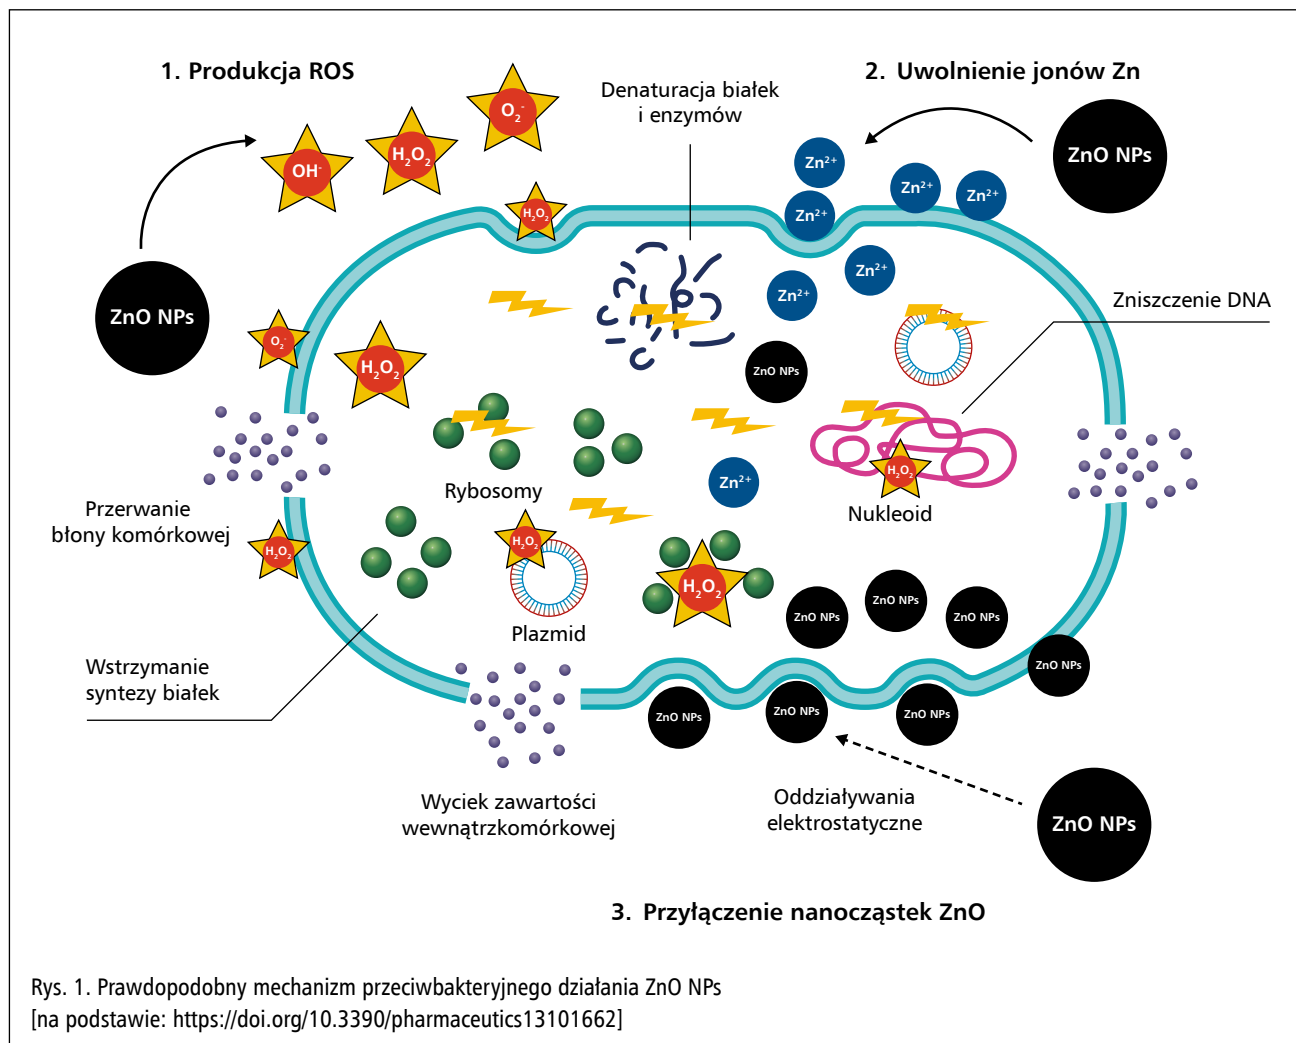 1. Produkcja ROS
2. Uwolnienie jonów Zn
Denaturacja białek
i enzymów
O₂⁻
H₂O₂
OH⁻
ZnO NPs
Zn²⁺
Zn²⁺
Zn²⁺
Zn²⁺
H₂O₂
Zn²⁺
Zn²⁺
ZnO NPs
Zniszczenie DNA
O₂⁻
H₂O₂
ZnO NPs
H₂O₂
Rybosomy
Zn²⁺
Nukleoid
Przerwanie
błony komórkowej
H₂O₂
H₂O₂
H₂O₂
Plazmid
ZnO NPs
ZnO NPs
ZnO NPs
ZnO NPs
Wstrzymanie
syntezy białek
ZnO NPs
ZnO NPs
ZnO NPs
Wyciek zawartości
wewnątrzkomórkowej
Oddziaływania
elektrostatyczne
ZnO NPs
3. Przyłączenie nanocząstek ZnO
Rys. 1. Prawdopodobny mechanizm przeciwbakteryjnego działania ZnO NPs
[na podstawie: https://doi.org/10.3390/pharmaceutics13101662]